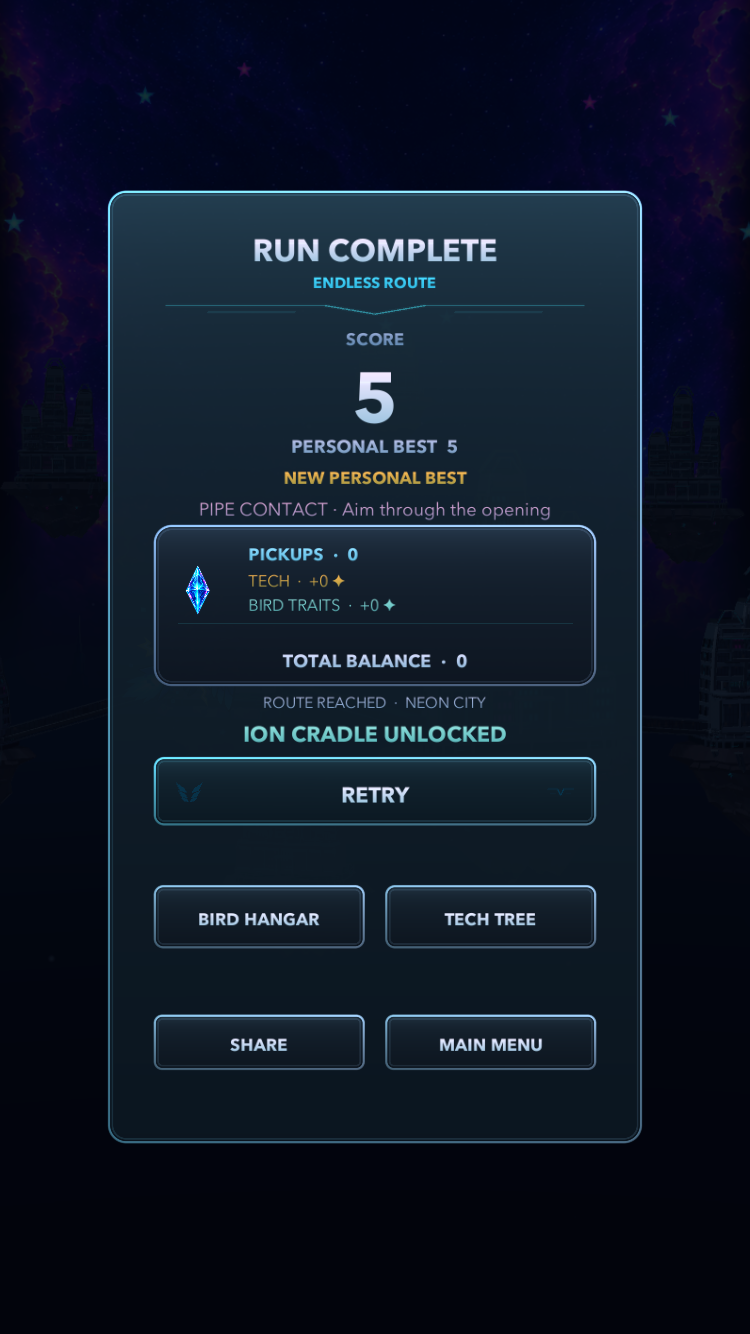 RUN COMPLETE
ENDLESS ROUTE
SCORE
5
PERSONAL BEST 5
NEW PERSONAL BEST
PIPE CONTACT · Aim through the opening
PICKUPS · 0
TECH · +0 ✦
BIRD TRAITS · +0 ✦
TOTAL BALANCE · 0
ROUTE REACHED · NEON CITY
ION CRADLE UNLOCKED
RETRY
BIRD HANGAR
TECH TREE
SHARE
MAIN MENU